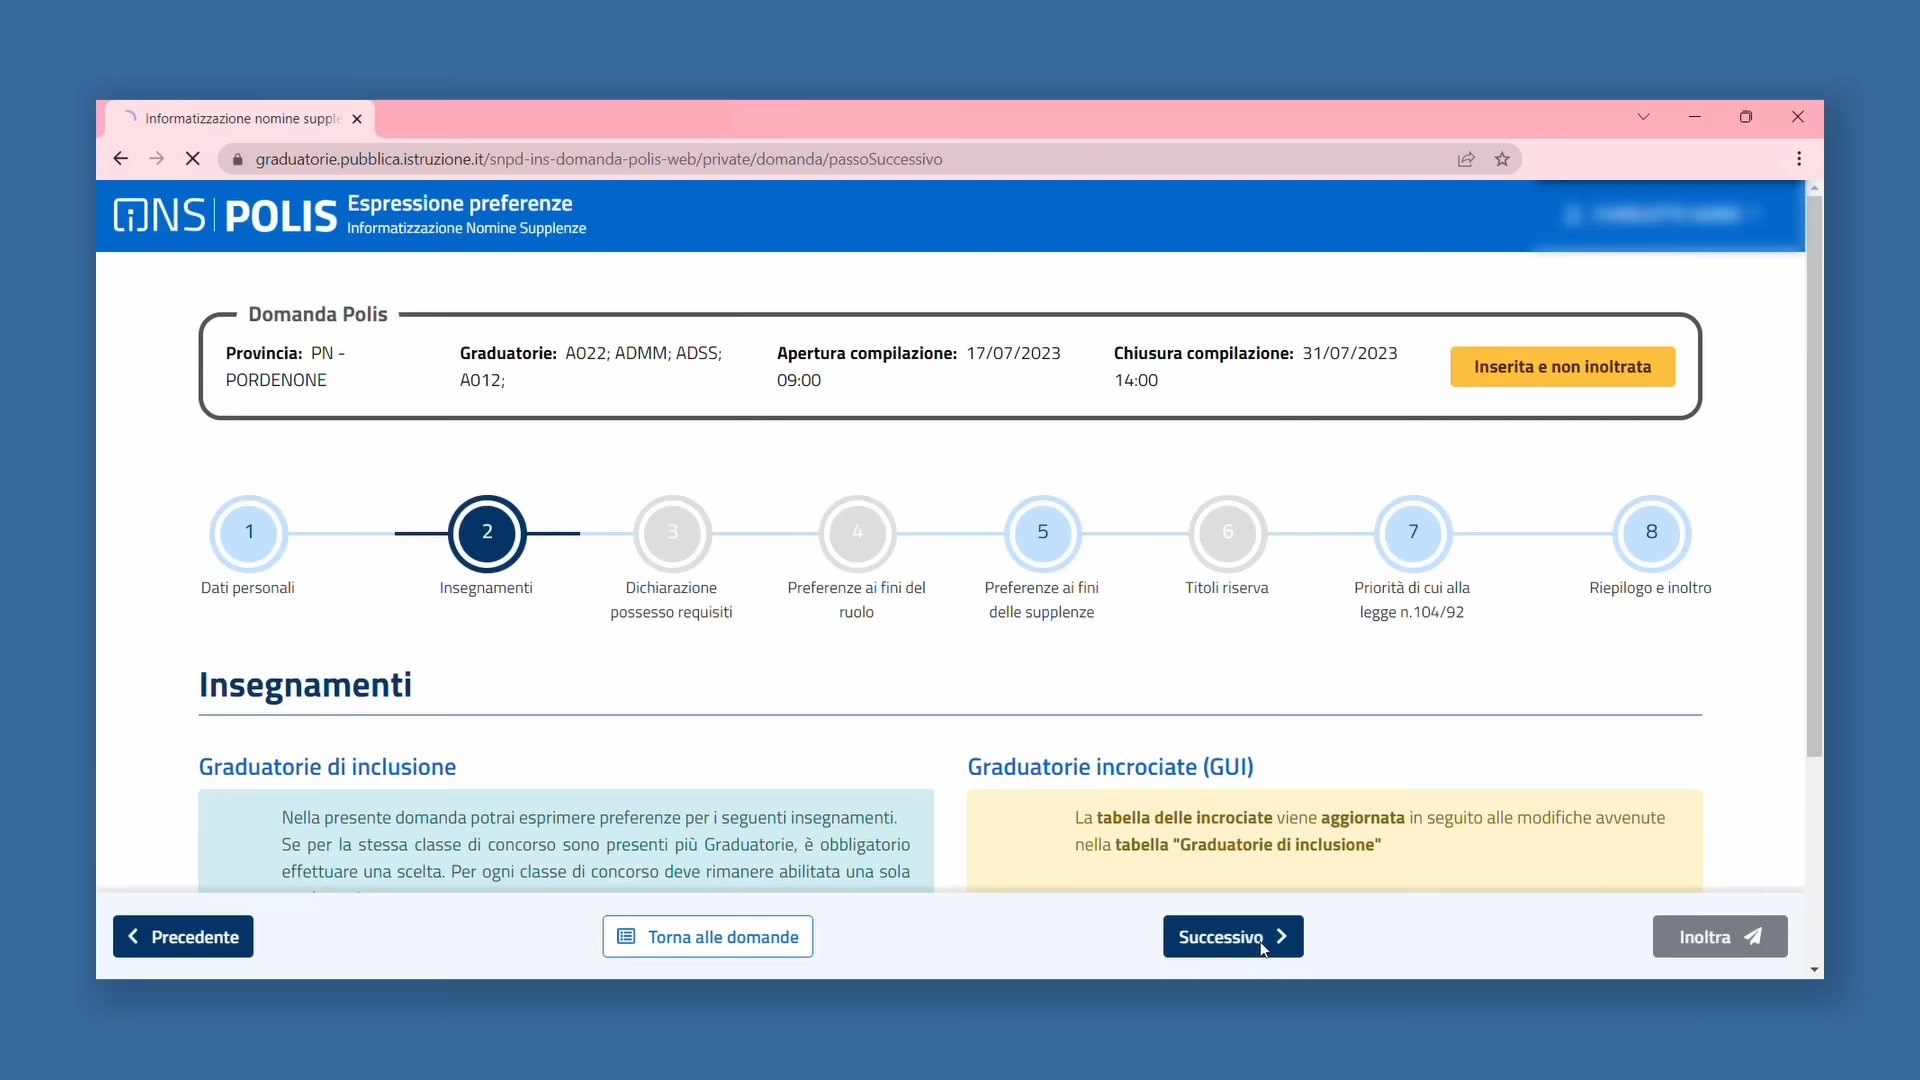 Informatizzazione nomine supple
graduatorie.pubblica.istruzione.it/snpd-ins-domanda-polis-web/private/domanda/passoSuccessivo
iNS | POLIS
Espressione preferenze
Informatizzazione Nomine Supplenze
Domanda Polis
Provincia: PN -
PORDENONE
Graduatorie: A022; ADMM; ADSS;
A012;
Apertura compilazione: 17/07/2023
09:00
Chiusura compilazione: 31/07/2023
14:00
Inserita e non inoltrata
1
Dati personali
2
Insegnamenti
3
Dichiarazione
possesso requisiti
4
Preferenze ai fini del
ruolo
5
Preferenze ai fini
delle supplenze
6
Titoli riserva
7
Priorità di cui alla
legge n.104/92
8
Riepilogo e inoltro
Insegnamenti
Graduatorie di inclusione
Nella presente domanda potrai esprimere preferenze per i seguenti insegnamenti.
Se per la stessa classe di concorso sono presenti più Graduatorie, è obbligatorio
effettuare una scelta. Per ogni classe di concorso deve rimanere abilitata una sola
Graduatorie incrociate (GUI)
La tabella delle incrociate viene aggiornata in seguito alle modifiche avvenute
nella tabella "Graduatorie di inclusione"
Precedente
Torna alle domande
Successivo
Inoltra